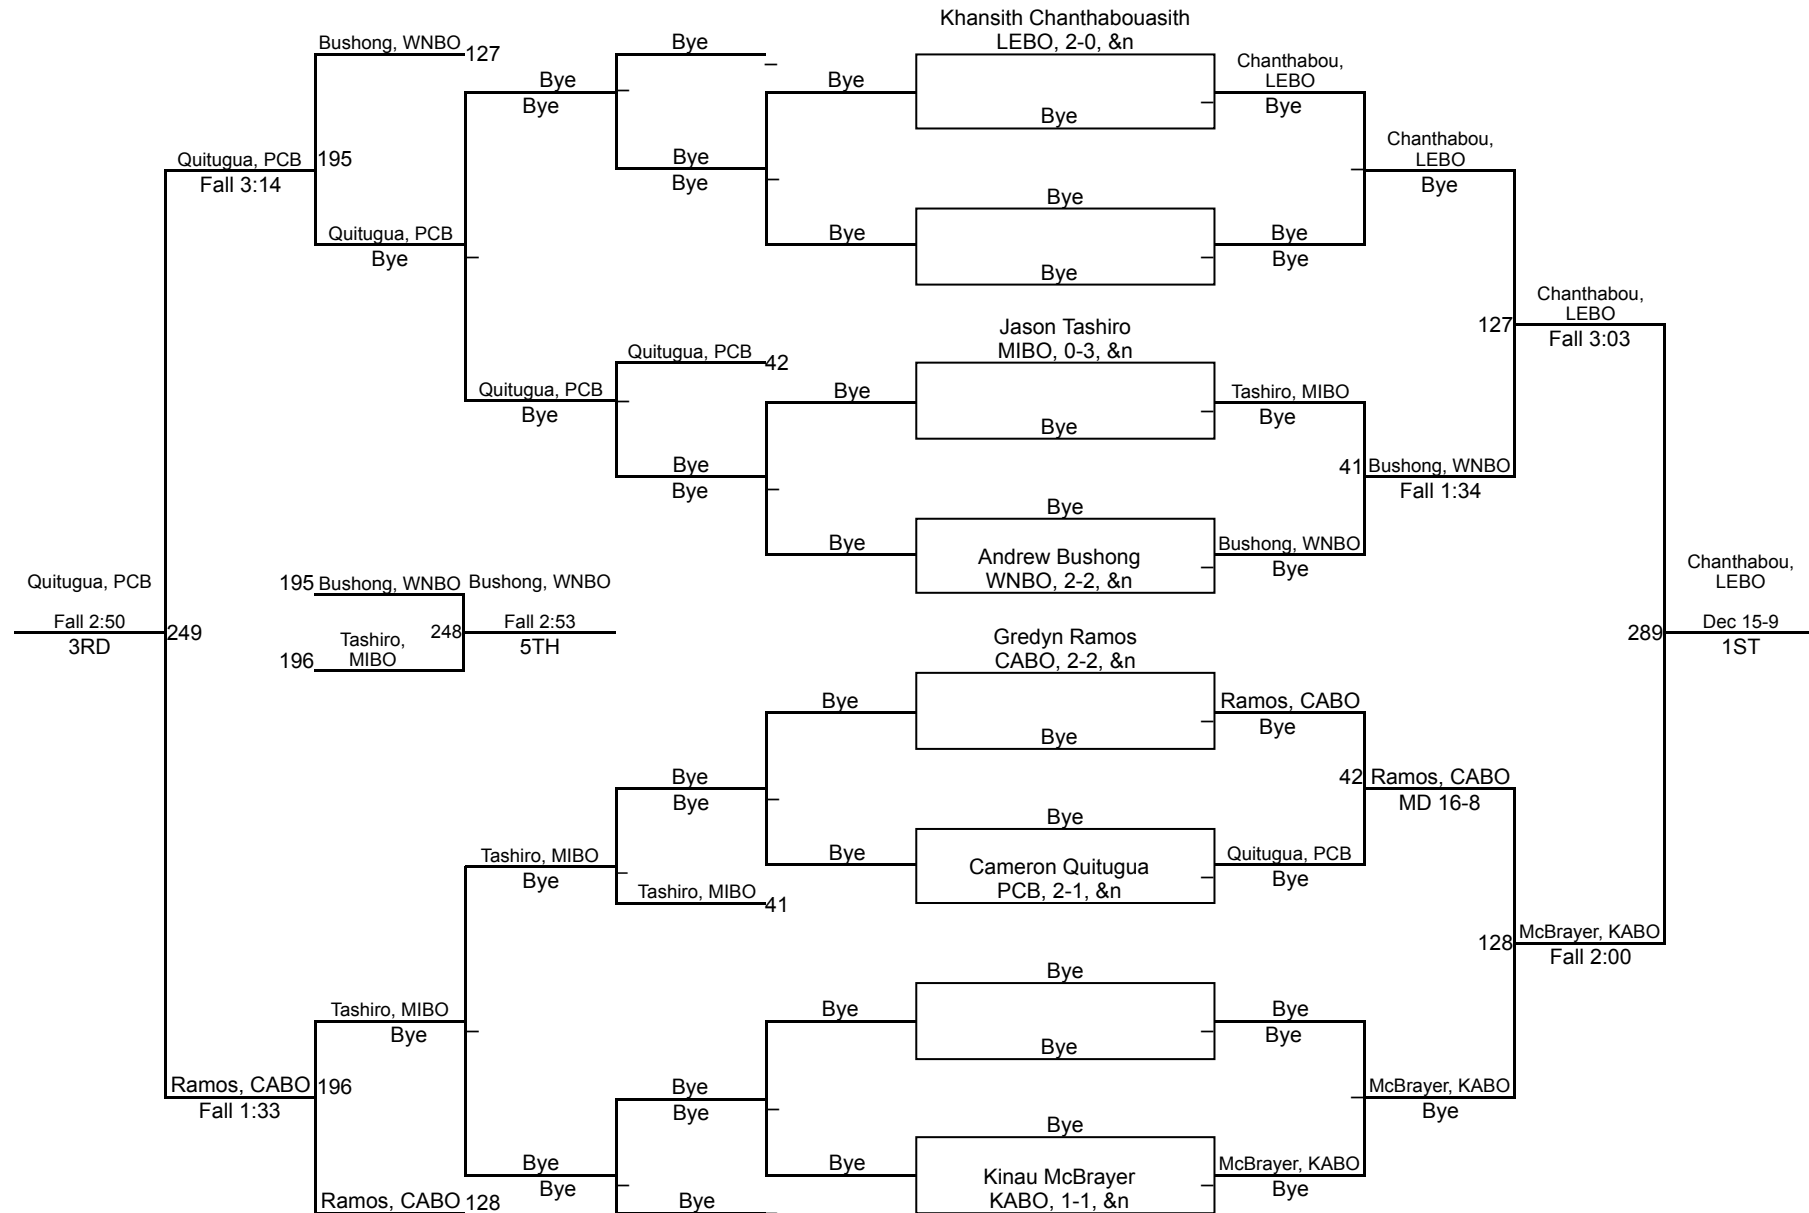 Khansith Chanthabouasith
LEBO, 2-0, &n
Bushong, WNBO
127
Bye
Bye
Bye
Bye
Bye
Chanthabou,
LEBO
Bye
Quitugua, PCB
195
Fall 3:14
Bye
Bye
Chanthabou,
LEBO
Bye
Bye
Quitugua, PCB
Bye
Bye
Bye
Bye
Bye
Chanthabou,
LEBO
Fall 3:03
127
Jason Tashiro
MIBO, 0-3, &n
Quitugua, PCB
42
Quitugua, PCB
Bye
Bye
Bye
Tashiro, MIBO
Bye
Bye
Bye
41
Bushong, WNBO
Fall 1:34
Bye
Bye
Andrew Bushong
WNBO, 2-2, &n
Bushong, WNBO
Bye
Quitugua, PCB
Fall 2:50
3RD
249
195
Bushong, WNBO
196
Tashiro,
MIBO
248
Bushong, WNBO
Fall 2:53
5TH
Chanthabou,
LEBO
289
Dec 15-9
1ST
Gredyn Ramos
CABO, 2-2, &n
Bye
Bye
Ramos, CABO
Bye
Bye
Bye
42
Ramos, CABO
MD 16-8
Bye
Tashiro, MIBO
Bye
Bye
Cameron Quitugua
PCB, 2-1, &n
Quitugua, PCB
Bye
Tashiro, MIBO
41
128
McBrayer, KABO
Fall 2:00
Bye
Tashiro, MIBO
Bye
Bye
Bye
Bye
Bye
Ramos, CABO
196
Fall 1:33
Bye
Bye
McBrayer, KABO
Bye
Bye
Bye
Bye
Bye
Kinau McBrayer
KABO, 1-1, &n
McBrayer, KABO
Bye
Ramos, CABO
128
Bye